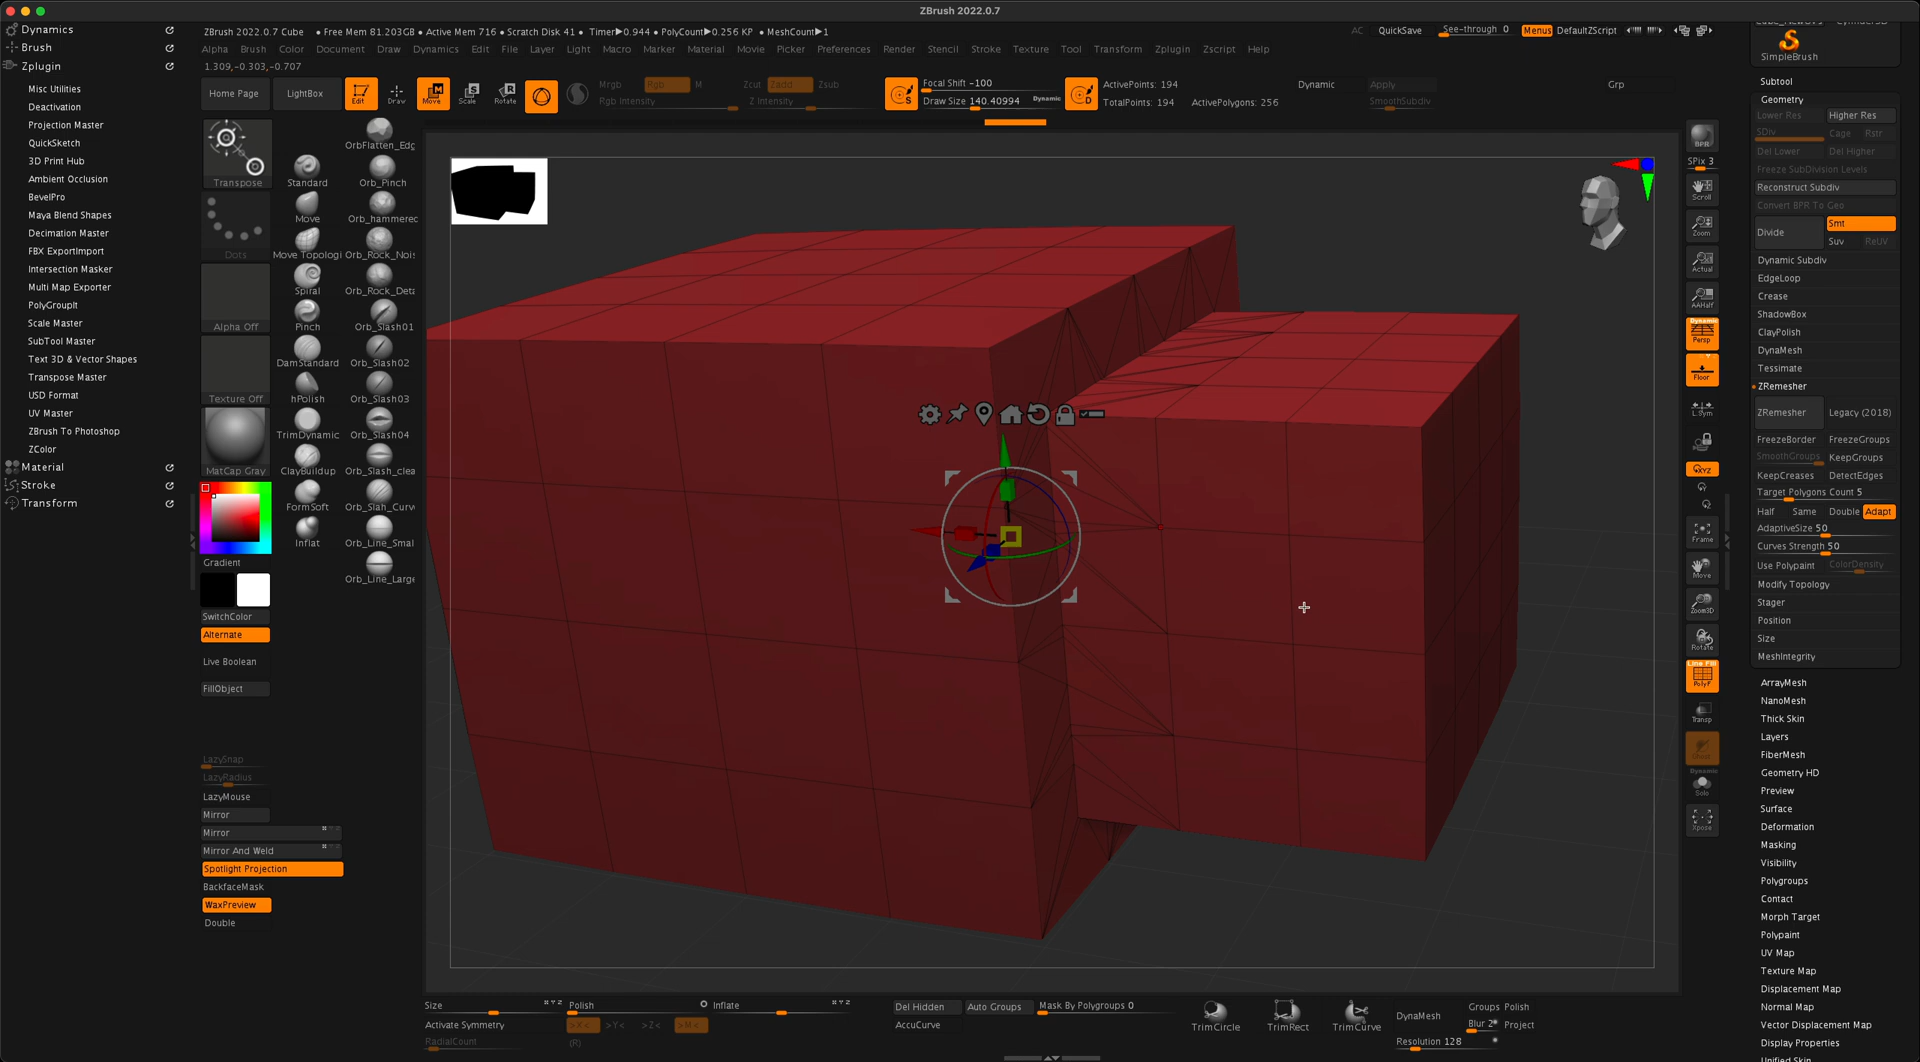 ZBrush 2022.0.7
Dynamics
Brush
Zplugin
Misc Utilities
Deactivation
Projection Master
QuickSketch
3D Print Hub
Ambient Occlusion
BevelPro
Maya Blend Shapes
Decimation Master
FBX ExportImport
Intersection Masker
Multi Map Exporter
PolyGroupIt
Scale Master
SubTool Master
Text 3D & Vector Shapes
Transpose Master
USD Format
UV Master
ZBrush To Photoshop
ZColor
Material
Stroke
Transform
ZBrush 2022.0.7 Cube • Free Mem 81.203GB • Active Mem 716 • Scratch Disk 41 • Timer▶0.944 • PolyCount▶0.256 KP • MeshCount▶1
AC QuickSave See-through 0 Menus DefaultZScript
Alpha Brush Color Document Draw Dynamics Edit File Layer Light Macro Marker Material Movie Picker Preferences Render Stencil Stroke Texture Tool Transform Zplugin Zscript Help
1.309,-0.303,-0.707
Home Page LightBox Edit Draw Move Scale Rotate
Mrgb Rgb M Zcut Zadd Zsub
Rgb Intensity Z Intensity
Focal Shift -100
Draw Size 140.40994 Dynamic
ActivePoints: 194
TotalPoints: 194 ActivePolygons: 256
Dynamic Apply
SmoothSubdiv
Grp
Transpose
Dots
Alpha Off
Texture Off
MatCap Gray
Gradient
SwitchColor
Alternate
Live Boolean
FillObject
LazySnap
LazyRadius
LazyMouse
Mirror
Mirror
Mirror And Weld
Spotlight Projection
BackfaceMask
WaxPreview
Double
Standard
Move
Move Topologi
Spiral
Pinch
DamStandard
hPolish
TrimDynamic
ClayBuildup
FormSoft
Inflat
OrbFlatten_Edg
Orb_Pinch
Orb_hammered
Orb_Rock_Nois
Orb_Rock_Deta
Orb_Slash01
Orb_Slash02
Orb_Slash03
Orb_Slash04
Orb_Slash_clea
Orb_Slah_Curv
Orb_Line_Smal
Orb_Line_Large
BPR
SPix 3
Scroll
Zoom
Actual
AAHalf
Dynamic
Persp
Floor
L.Sym
XYZ
Frame
Move
Zoom3D
Rotate
Line Fill
PolyF
Transp
Ghost
Dynamic
Solo
Xpose
SimpleBrush
Subtool
Geometry
Lower Res Higher Res
SDiv Cage Rstr
Del Lower Del Higher
Freeze SubDivision Levels
Reconstruct Subdiv
Convert BPR To Geo
Divide Smt
Suv ReUV
Dynamic Subdiv
EdgeLoop
Crease
ShadowBox
ClayPolish
DynaMesh
Tessimate
ZRemesher
ZRemesher Legacy (2018)
FreezeBorder FreezeGroups
SmoothGroups KeepGroups
KeepCreases DetectEdges
Target Polygons Count 5
Half Same Double Adapt
AdaptiveSize 50
Curves Strength 50
Use Polypaint ColorDensity
Modify Topology
Stager
Position
Size
MeshIntegrity
ArrayMesh
NanoMesh
Thick Skin
Layers
FiberMesh
Geometry HD
Preview
Surface
Deformation
Masking
Visibility
Polygroups
Contact
Morph Target
Polypaint
UV Map
Texture Map
Displacement Map
Normal Map
Vector Displacement Map
Display Properties
Unified Skin
Size Polish Inflate
Activate Symmetry >X< >Y< >Z< >M<
RadialCount (R)
Del Hidden Auto Groups Mask By Polygroups 0
AccuCurve
TrimCircle TrimRect TrimCurve
DynaMesh Groups Polish
Blur 2 Project
Resolution 128